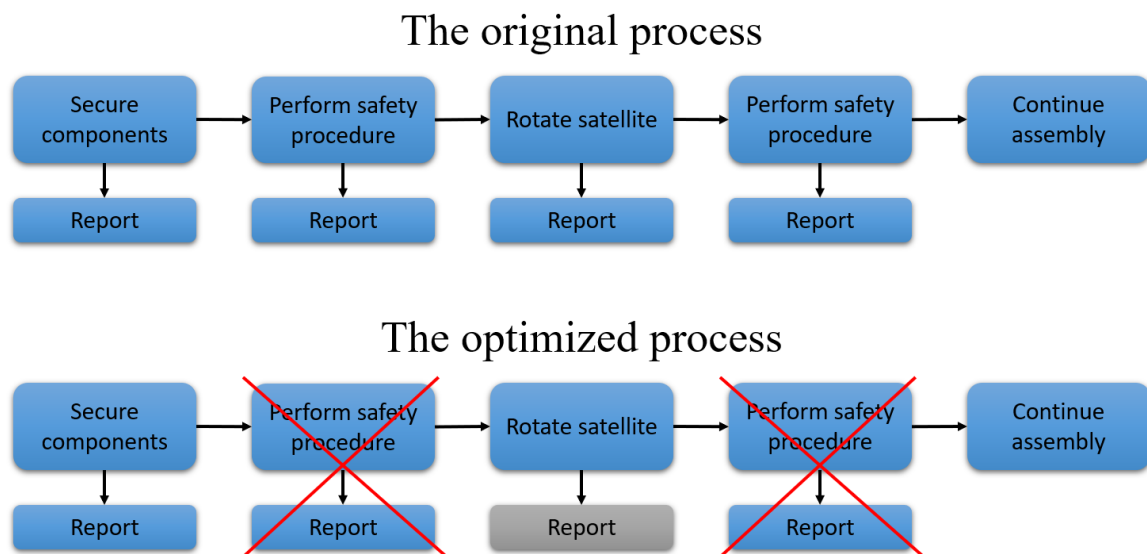 The original process
Secure
components
Perform safety
procedure
Rotate satellite
Perform safety
procedure
Continue
assembly
Report
Report
Report
Report
The optimized process
Secure
components
Perform safety
procedure
Rotate satellite
Perform safety
procedure
Continue
assembly
Report
Report
Report
Report